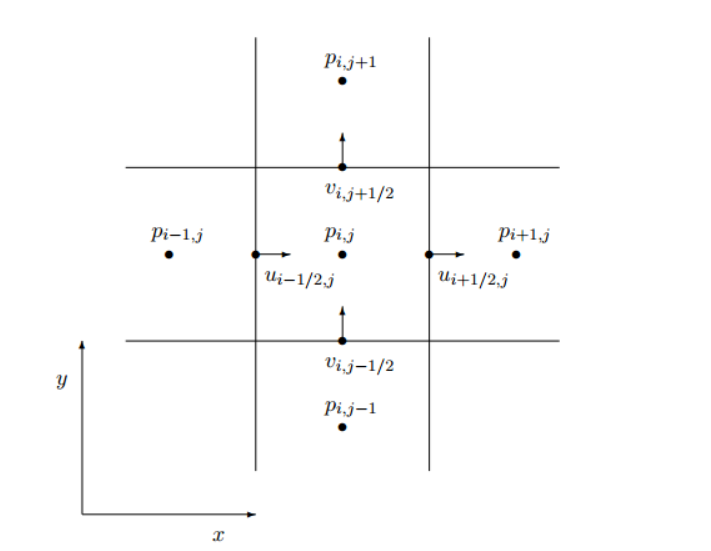 p_{i,j+1}
v_{i,j+1/2}
p_{i-1,j} p_{i,j} p_{i+1,j}
u_{i-1/2,j} u_{i+1/2,j}
v_{i,j-1/2}
y
p_{i,j-1}
x